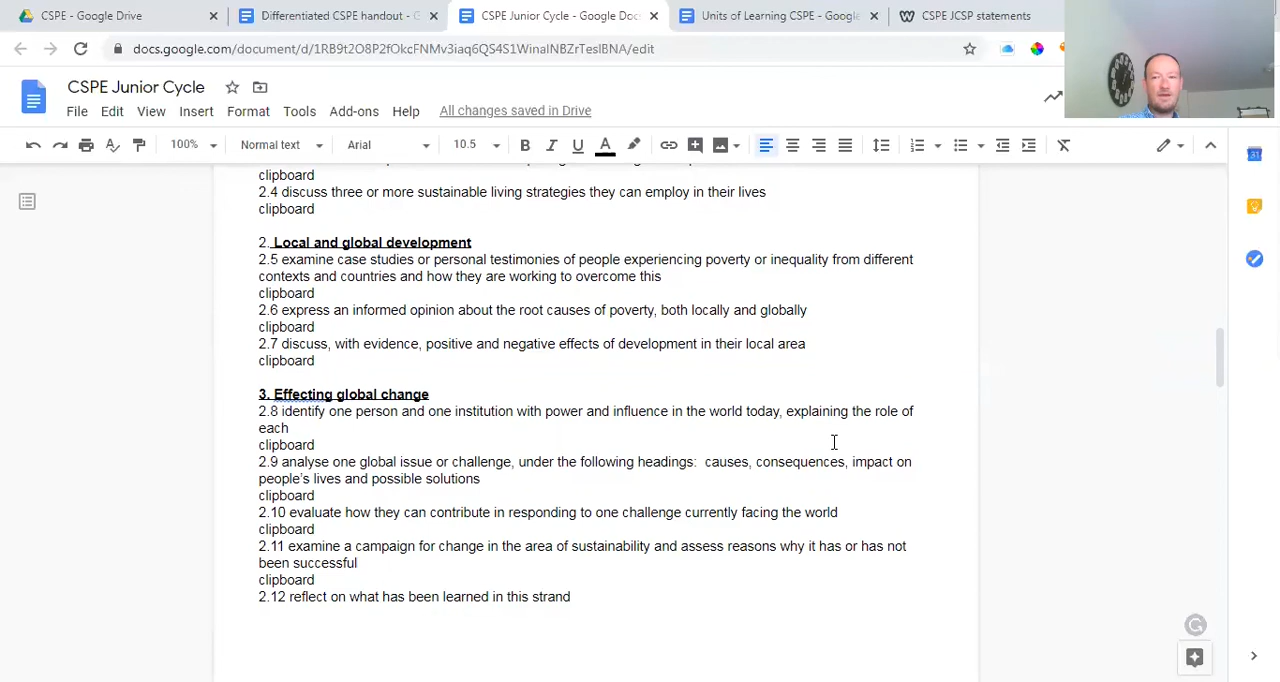 CSPE - Google Drive
Differentiated CSPE handout - G
CSPE Junior Cycle - Google Doc
Units of Learning CSPE - Google
CSPE JCSP statements
docs.google.com/document/d/1RB9t2O8P2fOkcFNMv3iaq6QS4S1WinalNBZrTeslBNA/edit
CSPE Junior Cycle
File Edit View Insert Format Tools Add-ons Help All changes saved in Drive
100% Normal text Arial 10.5 B I U A
clipboard
2.4 discuss three or more sustainable living strategies they can employ in their lives
clipboard
2. Local and global development
2.5 examine case studies or personal testimonies of people experiencing poverty or inequality from different
contexts and countries and how they are working to overcome this
clipboard
2.6 express an informed opinion about the root causes of poverty, both locally and globally
clipboard
2.7 discuss, with evidence, positive and negative effects of development in their local area
clipboard
3. Effecting global change
2.8 identify one person and one institution with power and influence in the world today, explaining the role of
each
clipboard
2.9 analyse one global issue or challenge, under the following headings:  causes, consequences, impact on
people's lives and possible solutions
clipboard
2.10 evaluate how they can contribute in responding to one challenge currently facing the world
clipboard
2.11 examine a campaign for change in the area of sustainability and assess reasons why it has or has not
been successful
clipboard
2.12 reflect on what has been learned in this strand
31